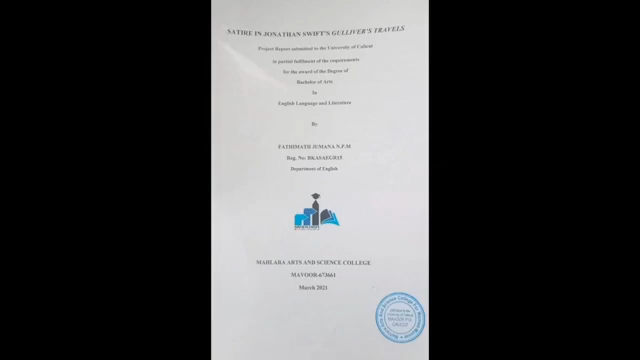 SATIRE IN JONATHAN SWIFT'S GULLIVER'S TRAVELS
Project Report submitted to the University of Calicut
in partial fulfilment of the requirements
for the award of the Degree of
Bachelor of Arts
In
English Language and Literature
By
FATHIMATH JUMANA N.P.M
Reg. No:
Department of English
MAHLARA ARTS AND SCIENCE COLLEGE
MAVOOR-673661
March 2021